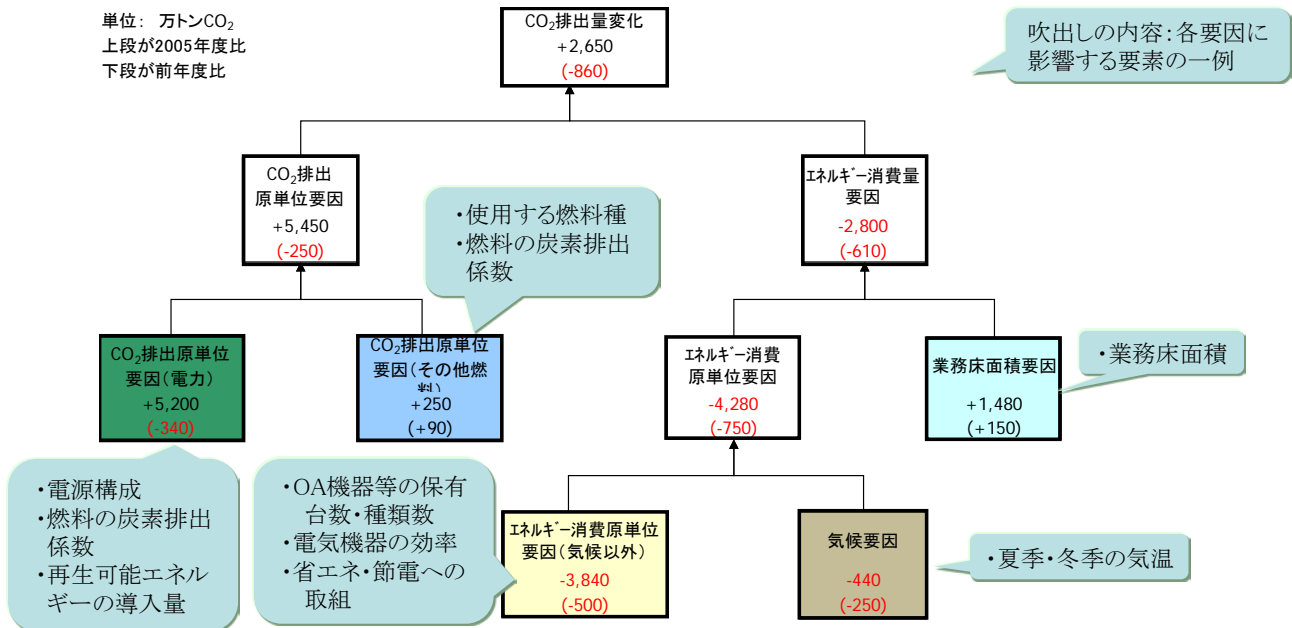 単位： 万トンCO₂
上段が2005年度比
下段が前年度比
CO₂排出量変化
+2,650
(-860)
吹出しの内容：各要因に
影響する要素の一例
CO₂排出
原単位要因
+5,450
(-250)
エネルギー消費量
要因
-2,800
(-610)
・使用する燃料種
・燃料の炭素排出
係数
CO₂排出原単位
要因(電力)
+5,200
(-340)
CO₂排出原単位
要因(その他燃
料)
+250
(+90)
エネルギー消費
原単位要因
-4,280
(-750)
業務床面積要因
+1,480
(+150)
・業務床面積
・電源構成
・燃料の炭素排出
係数
・再生可能エネル
ギーの導入量
・OA機器等の保有
台数・種類数
・電気機器の効率
・省エネ・節電への
取組
エネルギー消費原単位
要因(気候以外)
-3,840
(-500)
気候要因
-440
(-250)
・夏季・冬季の気温